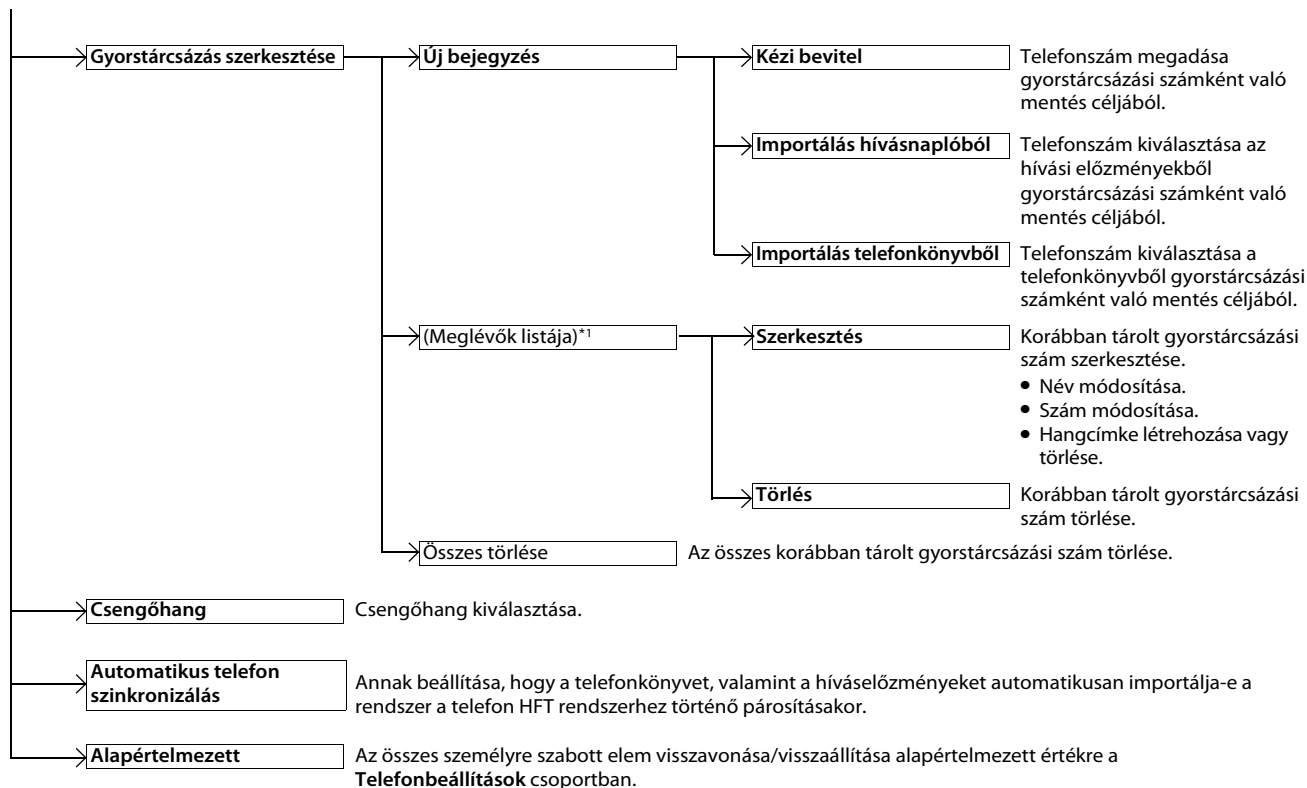 Gyorstárcsázás szerkesztése
Új bejegyzés
Kézi bevitel
Telefonszám megadása
gyorstárcsázási számként való
mentés céljából.
Importálás hívásnaplóból
Telefonszám kiválasztása az
hívási előzményekből
gyorstárcsázási számként való
mentés céljából.
Importálás telefonkönyvből
Telefonszám kiválasztása a
telefonkönyvből gyorstárcsázási
számként való mentés céljából.
(Meglévők listája)*1
Szerkesztés
Korábban tárolt gyorstárcsázási
szám szerkesztése.
● Név módosítása.
● Szám módosítása.
● Hangcímke létrehozása vagy
törlése.
Törlés
Korábban tárolt gyorstárcsázási
szám törlése.
Összes törlése
Az összes korábban tárolt gyorstárcsázási szám törlése.
Csengőhang
Csengőhang kiválasztása.
Automatikus telefon
szinkronizálás
Annak beállítása, hogy a telefonkönyvet, valamint a híváselőzményeket automatikusan importálja-e a
rendszer a telefon HFT rendszerhez történő párosításakor.
Alapértelmezett
Az összes személyre szabott elem visszavonása/visszaállítása alapértelmezett értékre a
Telefonbeállítások csoportban.